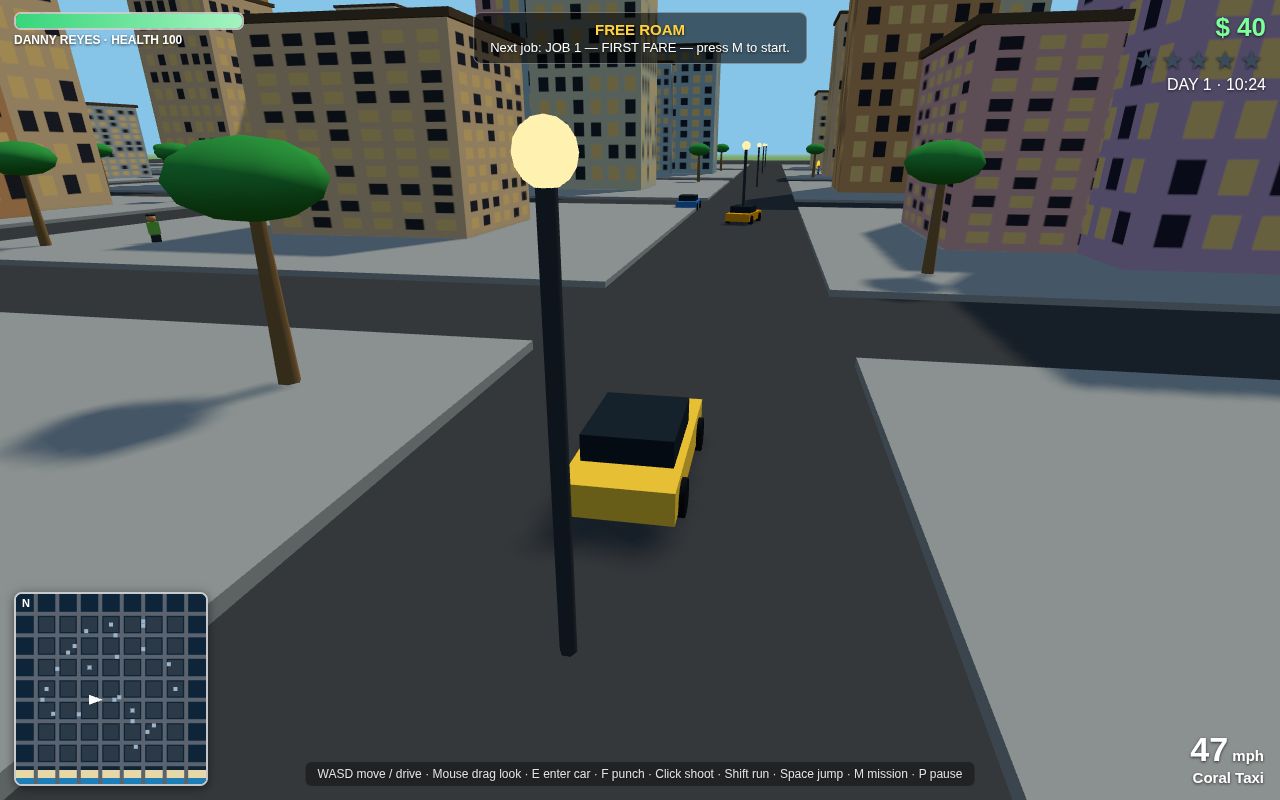 DANNY REYES · HEALTH 100
FREE ROAM
Next job: JOB 1 — FIRST FARE — press M to start.
$ 40
DAY 1 · 10:24
N
WASD move / drive · Mouse drag look · E enter car · F punch · Click shoot · Shift run · Space jump · M mission · P pause
47 mph
Coral Taxi